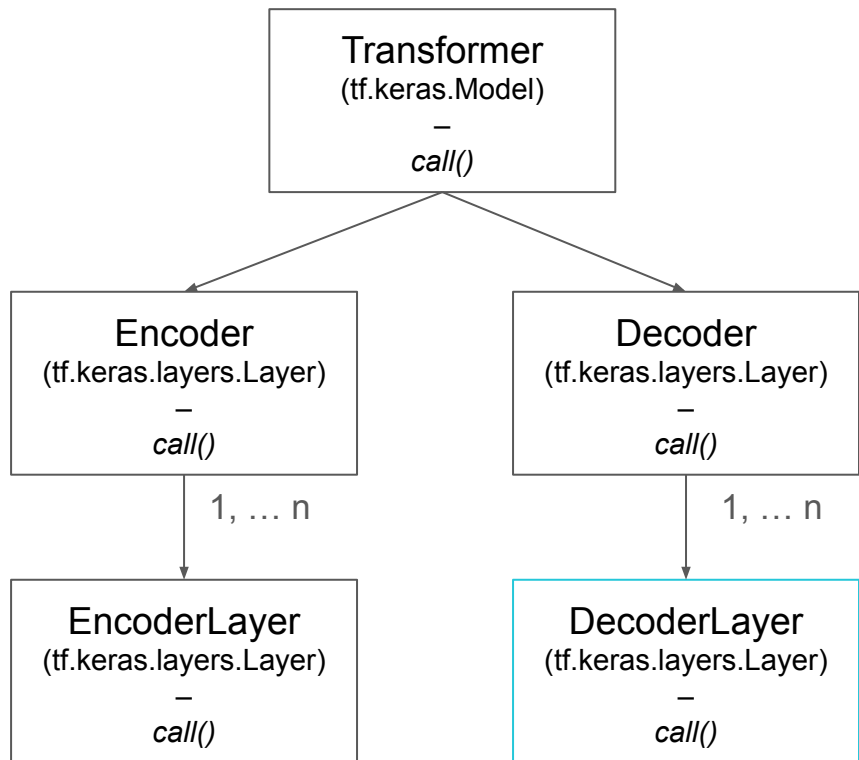 Transformer
(tf.keras.Model)
–
call()
Encoder
(tf.keras.layers.Layer)
–
call()
Decoder
(tf.keras.layers.Layer)
–
call()
1, … n
1, … n
EncoderLayer
(tf.keras.layers.Layer)
–
call()
DecoderLayer
(tf.keras.layers.Layer)
–
call()